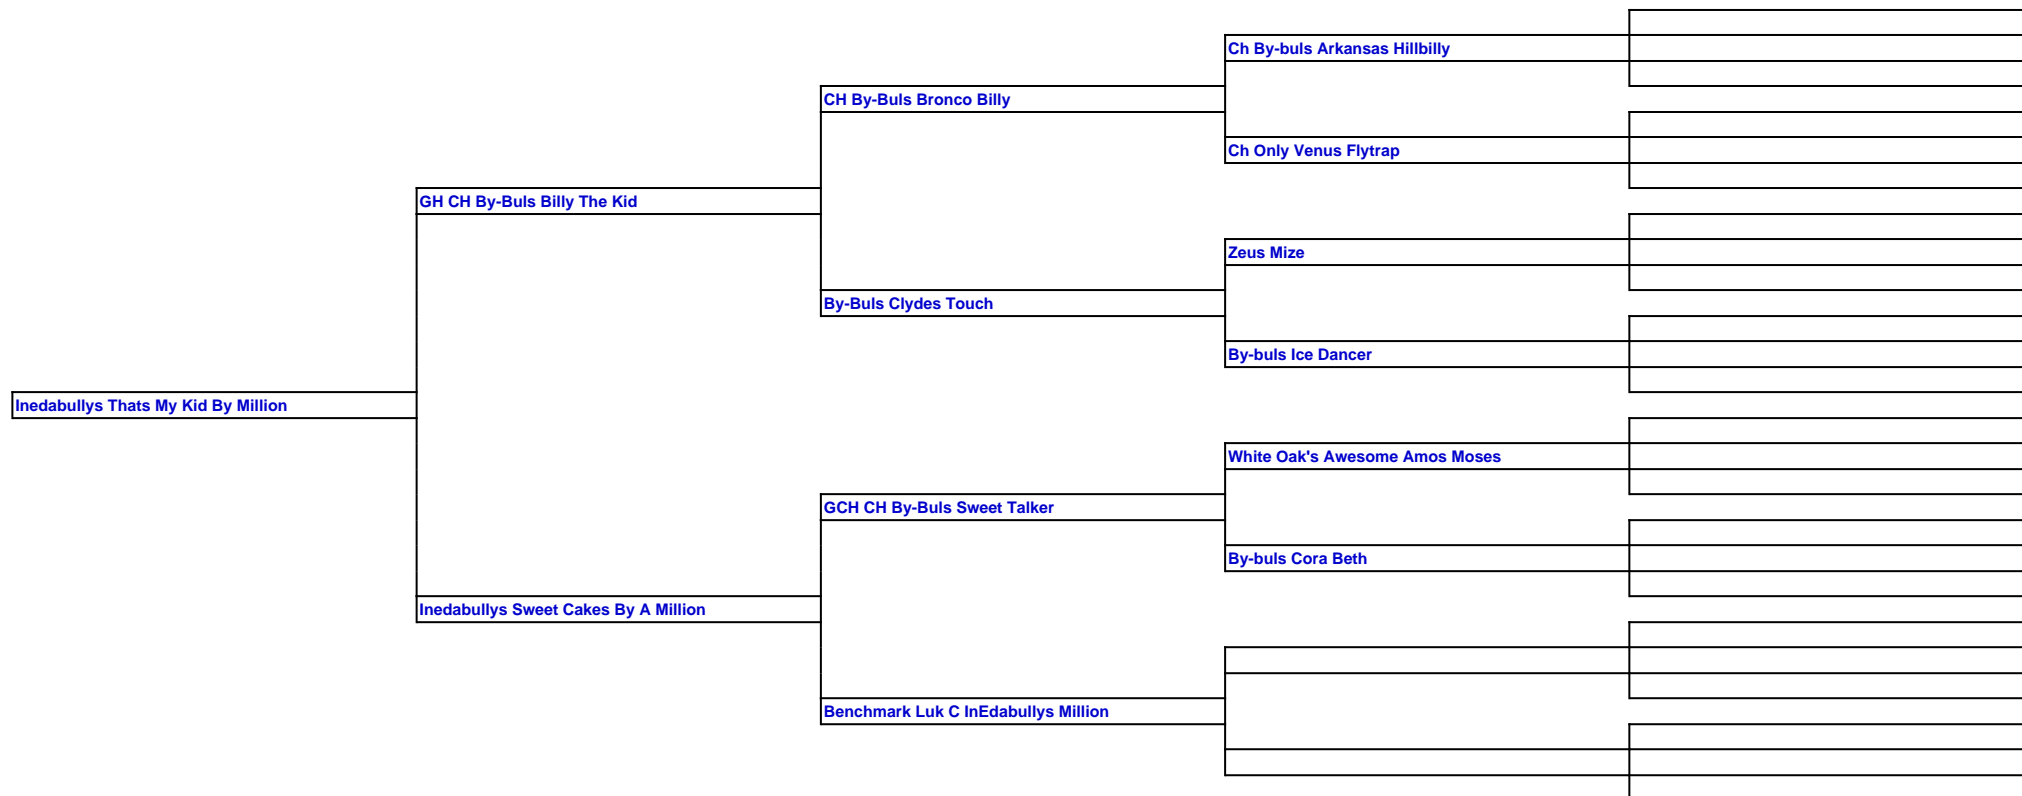 Ch By-buls Arkansas Hillbilly
CH By-Buls Bronco Billy
Ch Only Venus Flytrap
GH CH By-Buls Billy The Kid
Zeus Mize
By-Buls Clydes Touch
By-buls Ice Dancer
Inedabullys Thats My Kid By Million
White Oak's Awesome Amos Moses
GCH CH By-Buls Sweet Talker
By-buls Cora Beth
Inedabullys Sweet Cakes By A Million
Benchmark Luk C InEdabullys Million